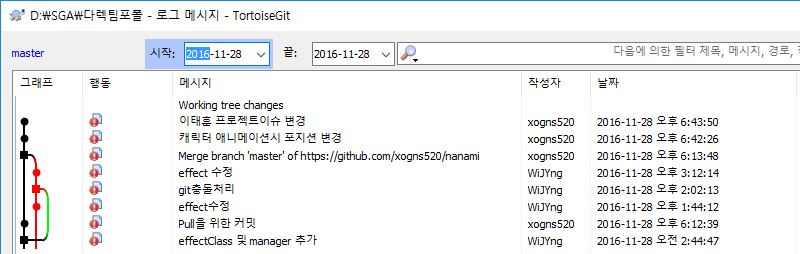 D:\SGA\다렉팀포폴 - 로그 메시지 - TortoiseGit
master 시작: 2016-11-28 끝: 2016-11-28 다음에 의한 필터 제목, 메시지, 경로,
그래프 행동 메시지 작성자 날짜
Working tree changes
이태훈 프로젝트이슈 변경 xogns520 2016-11-28 오후 6:43:50
캐릭터 애니메이션시 포지션 변경 xogns520 2016-11-28 오후 6:42:26
Merge branch 'master' of https://github.com/xogns520/nanami xogns520 2016-11-28 오후 6:13:48
effect 수정 WiJYng 2016-11-28 오후 3:12:14
git충돌처리 WiJYng 2016-11-28 오후 2:02:13
effect수정 WiJYng 2016-11-28 오후 1:44:12
Pull을 위한 커밋 xogns520 2016-11-28 오후 6:12:39
effectClass 및 manager 추가 WiJYng 2016-11-28 오전 2:44:47